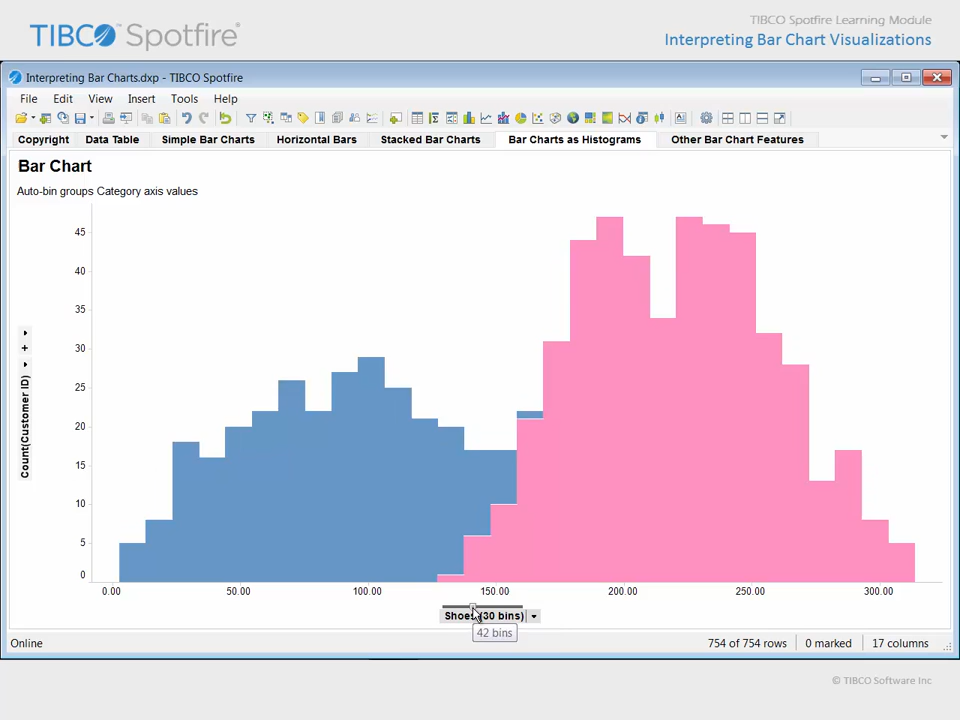 TIBCO™ Spotfire®
TIBCO Spotfire Learning Module
Interpreting Bar Chart Visualizations
Interpreting Bar Charts.dxp - TIBCO Spotfire
File Edit View Insert Tools Help
Copyright Data Table Simple Bar Charts Horizontal Bars Stacked Bar Charts Bar Charts as Histograms Other Bar Chart Features
Bar Chart
Auto-bin groups Category axis values
Count(Customer ID)
45
40
35
30
25
20
15
10
5
0
0.00 50.00 100.00 150.00 200.00 250.00 300.00
Shoes (30 bins)
42 bins
Online 754 of 754 rows 0 marked 17 columns
© TIBCO Software Inc